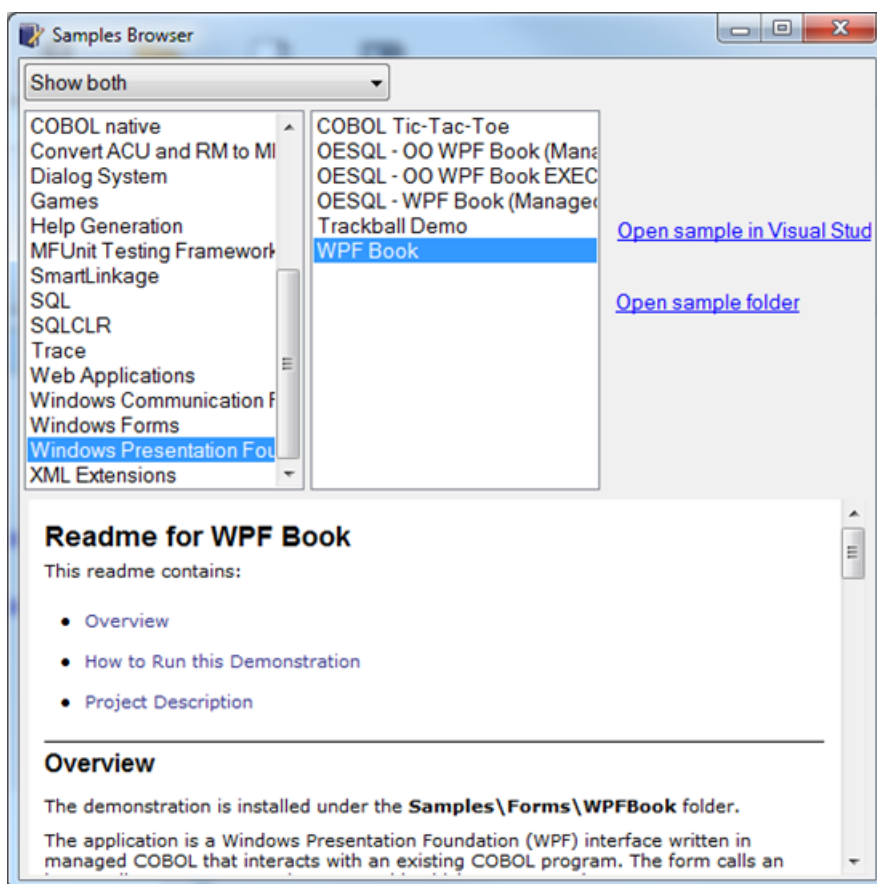 Samples Browser
Show both
COBOL native
Convert ACU and RM to MI
Dialog System
Games
Help Generation
MFUnit Testing Framework
SmartLinkage
SQL
SQLCLR
Trace
Web Applications
Windows Communication F
Windows Forms
Windows Presentation Fou
XML Extensions
COBOL Tic-Tac-Toe
OESQL - OO WPF Book (Mana
OESQL - OO WPF Book EXEC
OESQL - WPF Book (Managed
Trackball Demo
WPF Book
Open sample in Visual Stud
Open sample folder
Readme for WPF Book
This readme contains:
• Overview
• How to Run this Demonstration
• Project Description
Overview
The demonstration is installed under the Samples\Forms\WPFBook folder.
The application is a Windows Presentation Foundation (WPF) interface written in
managed COBOL that interacts with an existing COBOL program. The form calls an